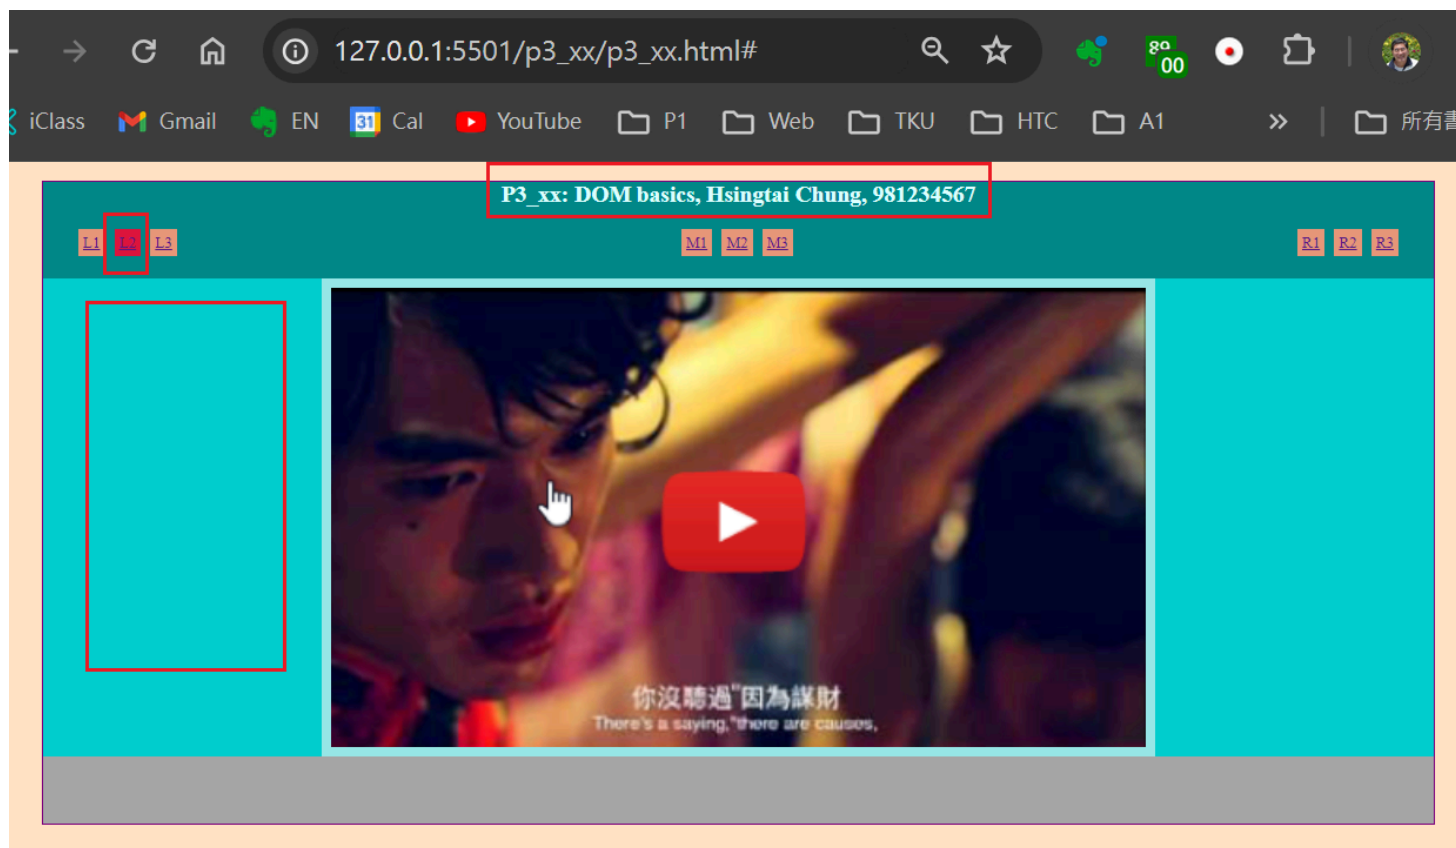 127.0.0.1:5501/p3_xx/p3_xx.html#
00
iClass Gmail EN 31 Cal YouTube P1 Web TKU HTC A1 所有書
P3_xx: DOM basics, Hsingtai Chung, 981234567
L1 L2 L3 M1 M2 M3 R1 R2 R3
你沒聽過"因為謀財
There's a saying,"there are causes,